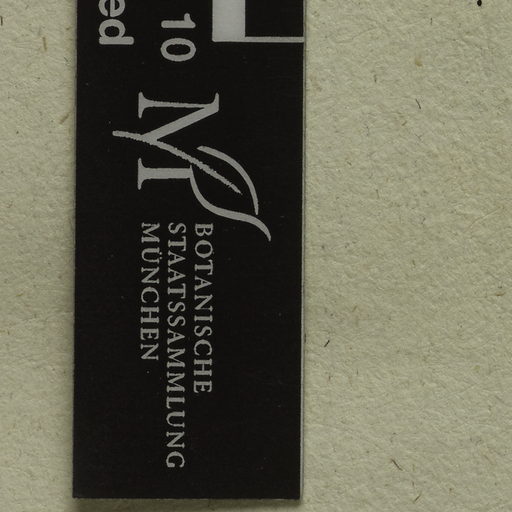 10
ed
M
BOTANISCHE
STAATSSAMMLUNG
MÜNCHEN